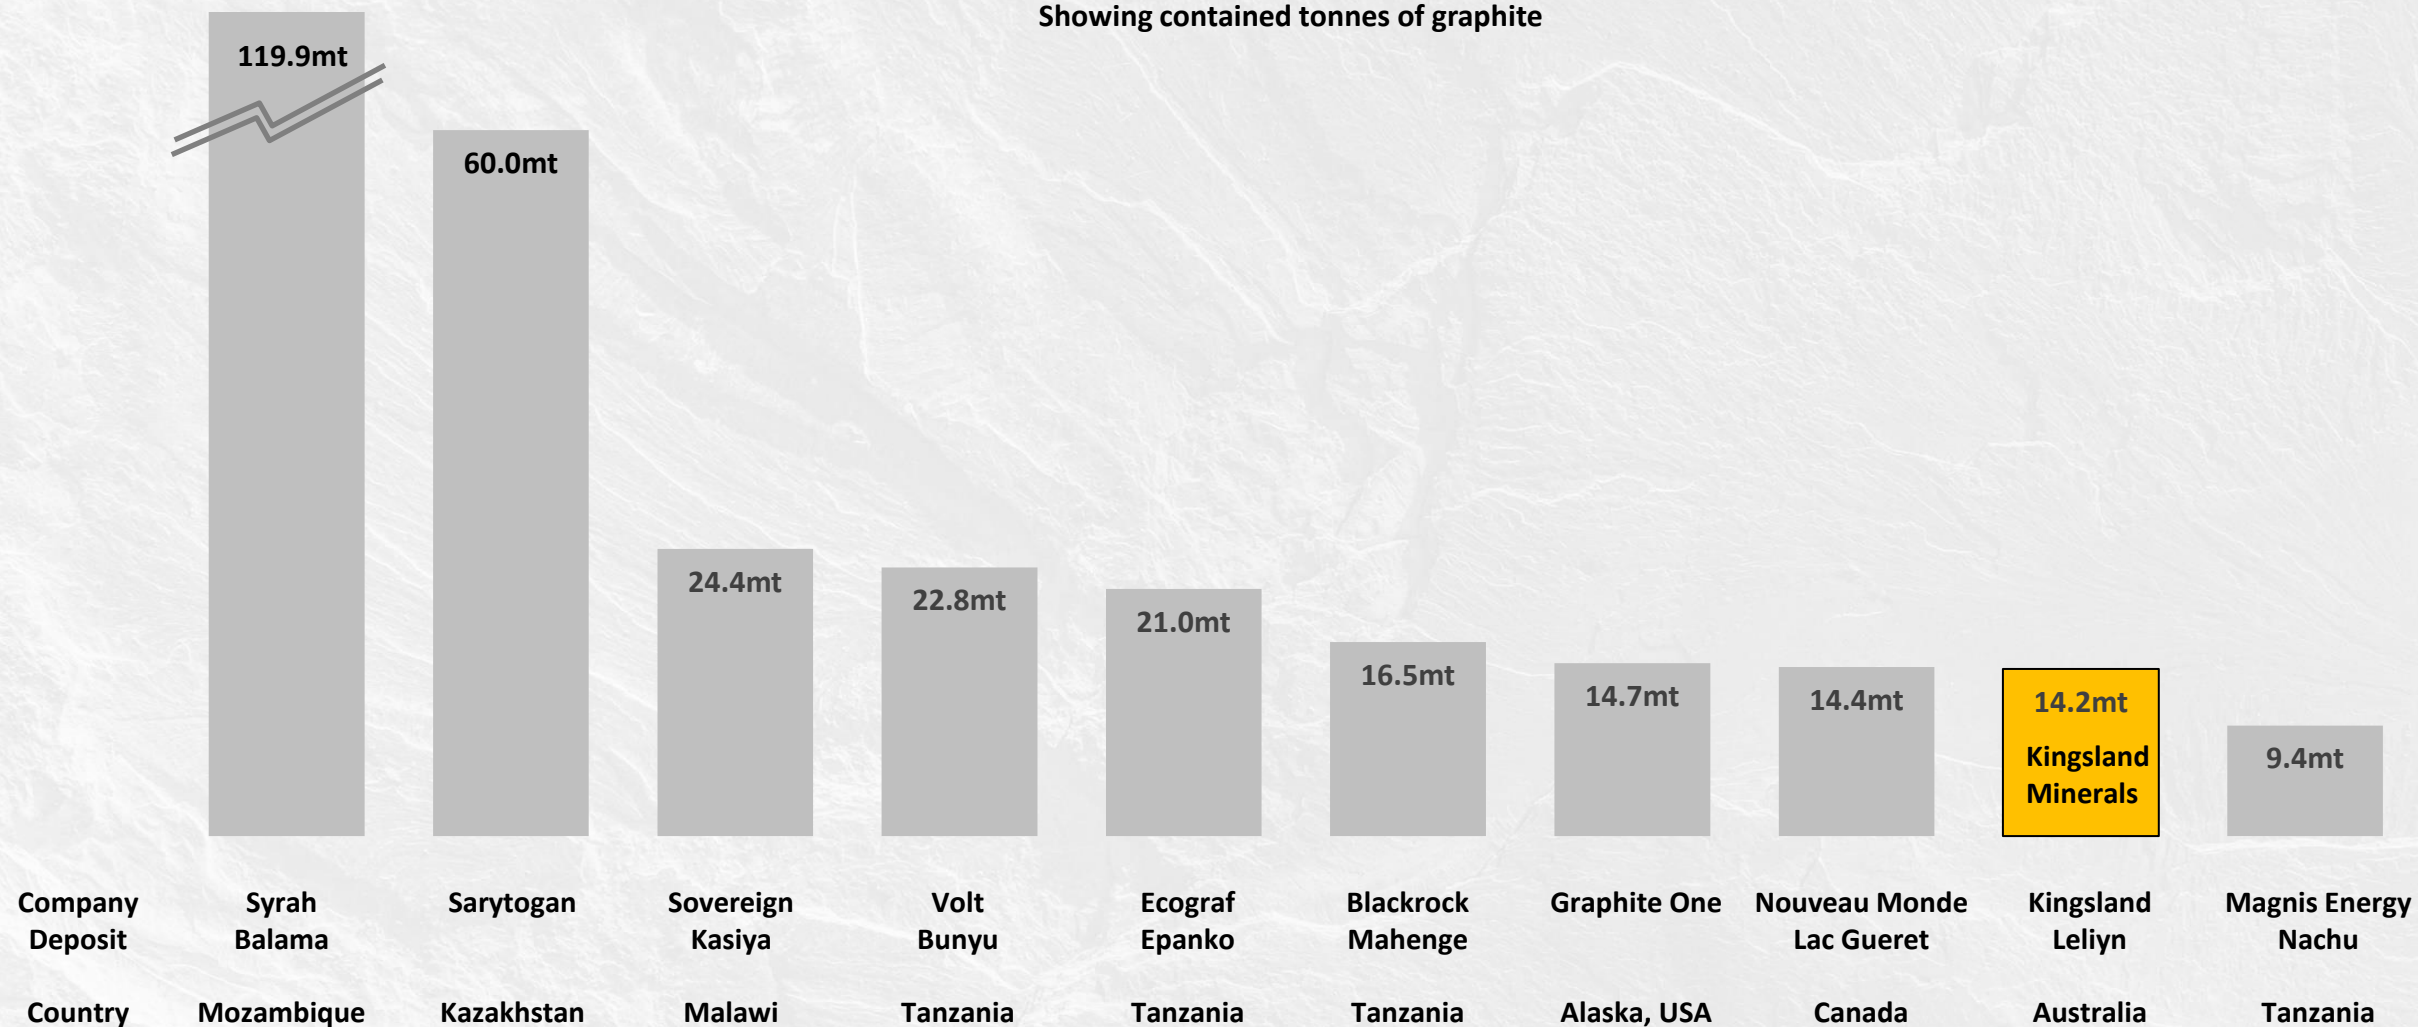 Showing contained tonnes of graphite
119.9mt
60.0mt
24.4mt
22.8mt
21.0mt
16.5mt
14.7mt
14.4mt
14.2mt
Kingsland
Minerals
9.4mt
Company Syrah Sarytogan Sovereign Volt Ecograf Blackrock Graphite One Nouveau Monde Kingsland Magnis Energy
Deposit Balama Kasiya Bunyu Epanko Mahenge Lac Gueret Leliyn Nachu
Country Mozambique Kazakhstan Malawi Tanzania Tanzania Tanzania Alaska, USA Canada Australia Tanzania